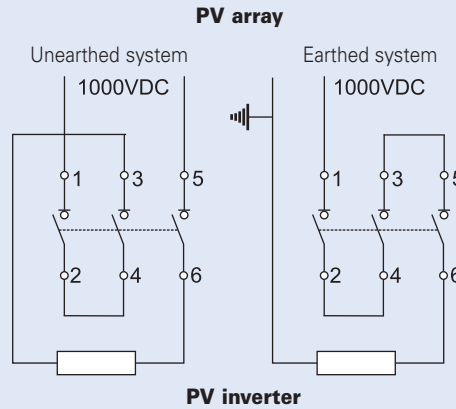 PV array
Unearthed system Earthed system
1000VDC 1000VDC
1 3 5 1 3 5
2 4 6 2 4 6
PV inverter